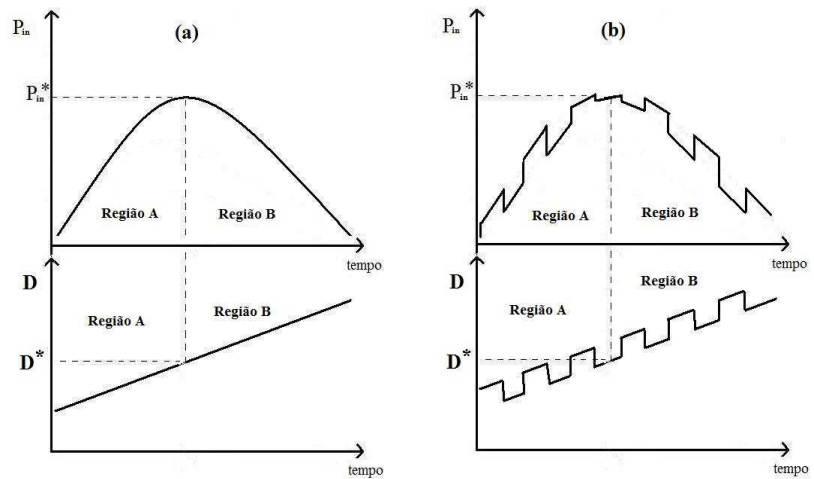 (a)
P_in
P_in*
Região A
Região B
tempo
D
Região A
Região B
D*
tempo
(b)
P_in
P_in*
Região A
Região B
tempo
D
Região B
Região A
D*
tempo